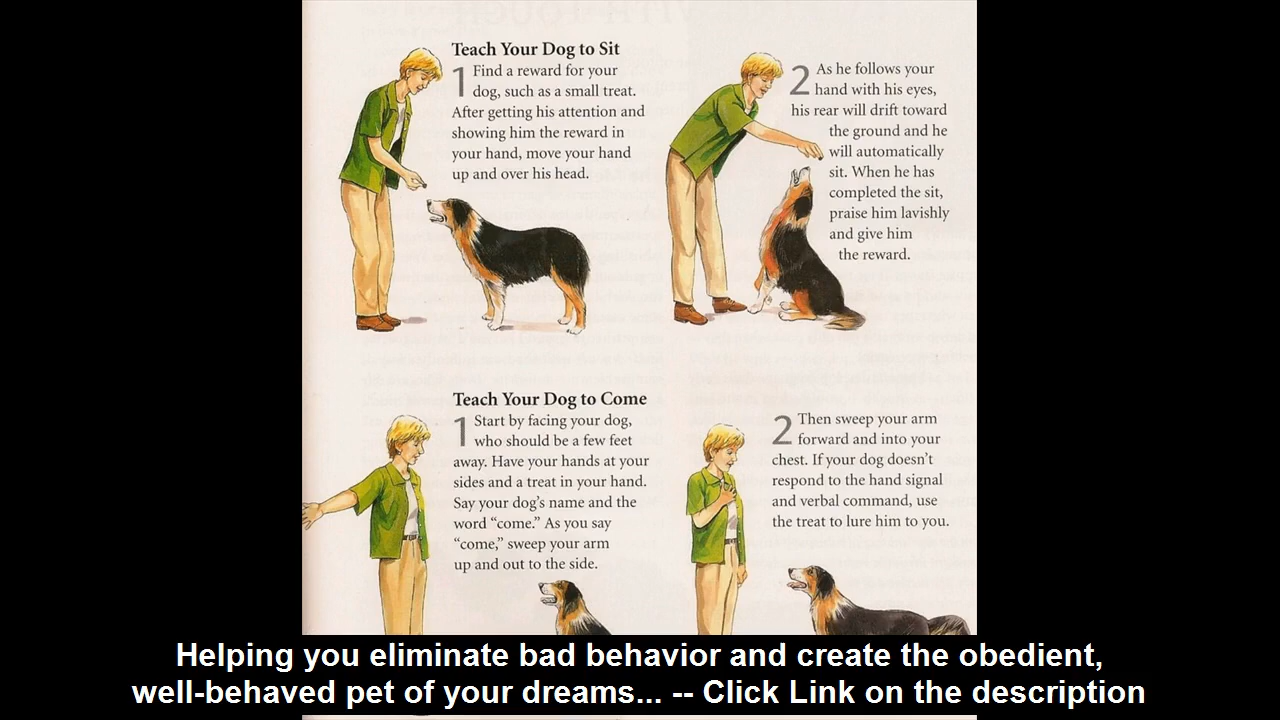 Teach Your Dog to Sit
1 Find a reward for your
dog, such as a small treat.
After getting his attention and
showing him the reward in
your hand, move your hand
up and over his head.
2 As he follows your
hand with his eyes,
his rear will drift toward
the ground and he
will automatically
sit. When he has
completed the sit,
praise him lavishly
and give him
the reward.
Teach Your Dog to Come
1 Start by facing your dog,
who should be a few feet
away. Have your hands at your
sides and a treat in your hand.
Say your dog’s name and the
word “come.” As you say
“come,” sweep your arm
up and out to the side.
2 Then sweep your arm
forward and into your
chest. If your dog doesn’t
respond to the hand signal
and verbal command, use
the treat to lure him to you.
Helping you eliminate bad behavior and create the obedient,
well-behaved pet of your dreams... -- Click Link on the description